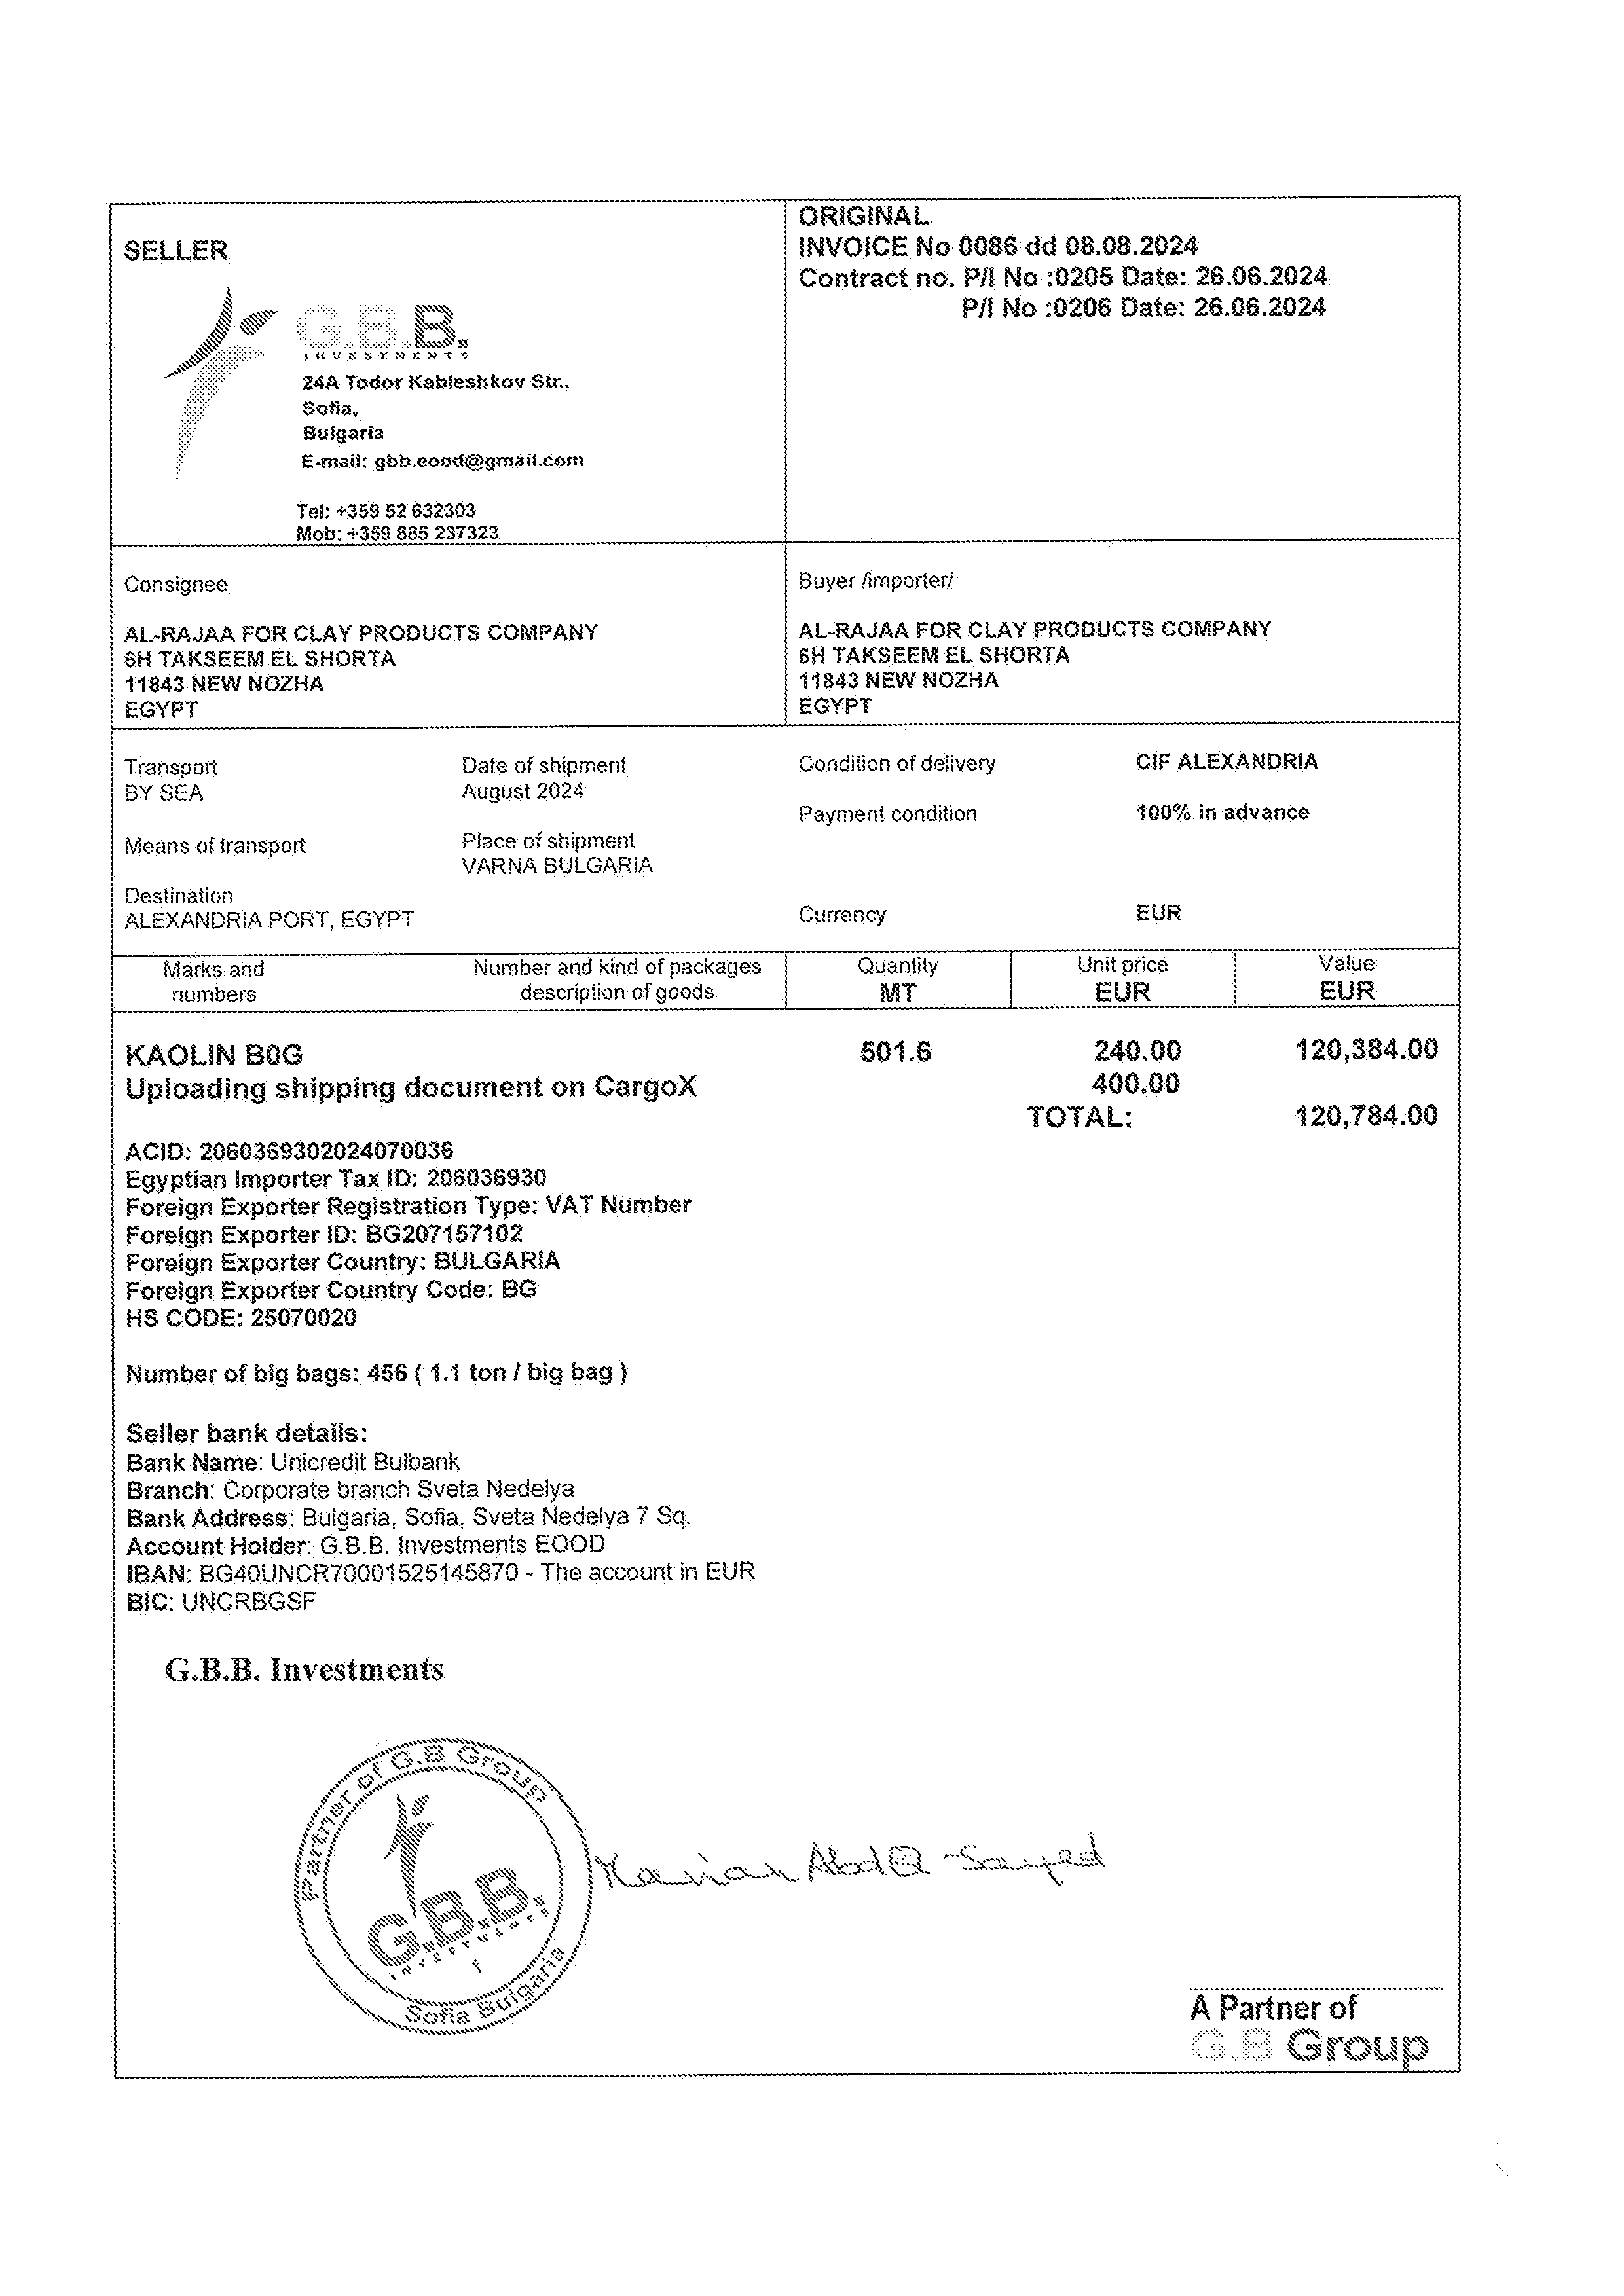 SELLER
G.B.B.
INVESTMENTS
24A Todor Kableshkov Str.,
Sofia,
Bulgaria
E-mail: gbb.eood@gmail.com
Tel: +359 52 632303
Mob: +359 885 237323
ORIGINAL
INVOICE No 0086 dd 08.08.2024
Contract no. P/I No :0205 Date: 26.06.2024
P/I No :0206 Date: 26.06.2024
Consignee
AL-RAJAA FOR CLAY PRODUCTS COMPANY
6H TAKSEEM EL SHORTA
11843 NEW NOZHA
EGYPT
Buyer /importer/
AL-RAJAA FOR CLAY PRODUCTS COMPANY
6H TAKSEEM EL SHORTA
11843 NEW NOZHA
EGYPT
Transport
BY SEA
Date of shipment
August 2024
Means of transport
Place of shipment
VARNA BULGARIA
Destination
ALEXANDRIA PORT, EGYPT
Condition of delivery CIF ALEXANDRIA
Payment condition 100% in advance
Currency EUR
Marks and
numbers
Number and kind of packages
description of goods
Quantity
MT
Unit price
EUR
Value
EUR
KAOLIN B0G 501.6 240.00 120,384.00
Uploading shipping document on CargoX 400.00
TOTAL: 120,784.00
ACID: 2060369302024070036
Egyptian Importer Tax ID: 206036930
Foreign Exporter Registration Type: VAT Number
Foreign Exporter ID: BG207157102
Foreign Exporter Country: BULGARIA
Foreign Exporter Country Code: BG
HS CODE: 25070020
Number of big bags: 456 ( 1.1 ton / big bag )
Seller bank details:
Bank Name: Unicredit Bulbank
Branch: Corporate branch Sveta Nedelya
Bank Address: Bulgaria, Sofia, Sveta Nedelya 7 Sq.
Account Holder: G.B.B. Investments EOOD
IBAN: BG40UNCR70001525145870 - The account in EUR
BIC: UNCRBGSF
G.B.B. Investments
Partner of G.B Group
G.B.B.
INVESTMENTS
Sofia Bulgaria
Abd El-Sayed
A Partner of
G.B Group